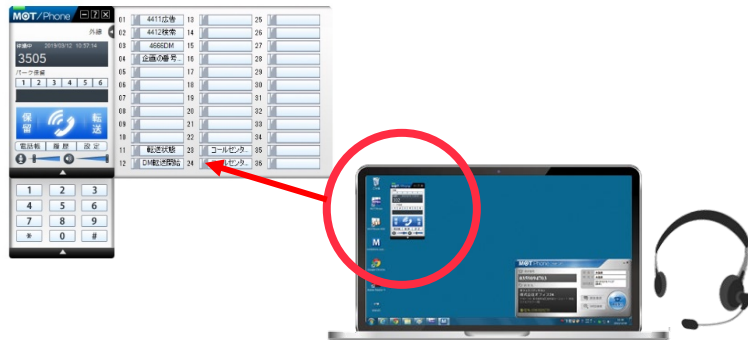 MOT/Phone
外線
待機中 2019/03/12 10:57:14
3505
パーク保留
1 2 3 4 5 6
保留
転送
電話帳 履歴 設定
1 2 3
4 5 6
7 8 9
* 0 #
01 4411広告 13 25
02 4412検索 14 26
03 4666DM 15 27
04 企画の番号.. 16 28
05 17 29
06 18 30
07 19 31
08 20 32
09 21 33
10 22 34
11 転送状態 23 コールセンタ.. 35
12 DM転送開始 24 コールセンタ.. 36
MOT/Phone